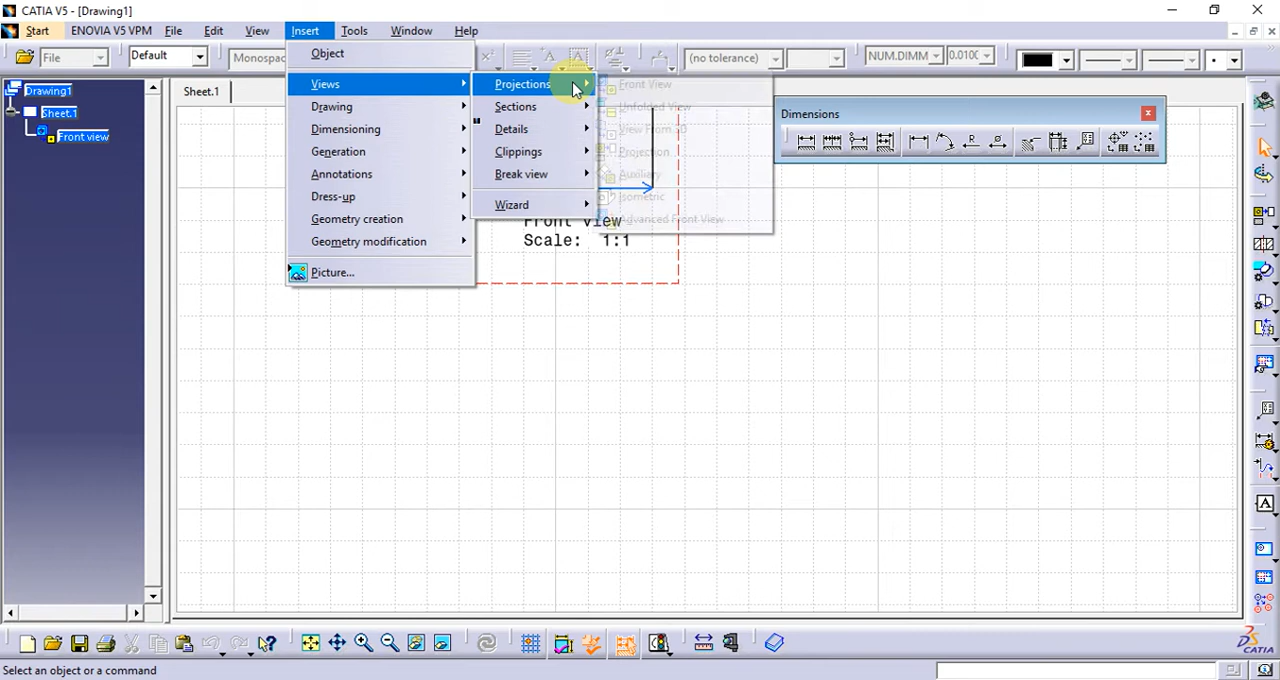 CATIA V5 - [Drawing1]
Start ENOVIA V5 VPM File Edit View Insert Tools Window Help
File Default Monospac (no tolerance) NUM.DIMM 0.0100
Drawing1
Sheet.1
Front view
Sheet.1
Object
Views
Drawing
Dimensioning
Generation
Annotations
Dress-up
Geometry creation
Geometry modification
Picture...
Projections
Sections
Details
Clippings
Break view
Wizard
Front View
Unfolded View
View From 3D
Projection
Auxiliary
Isometric
Advanced Front View
Front view
Scale: 1:1
Dimensions
CATIA
Select an object or a command